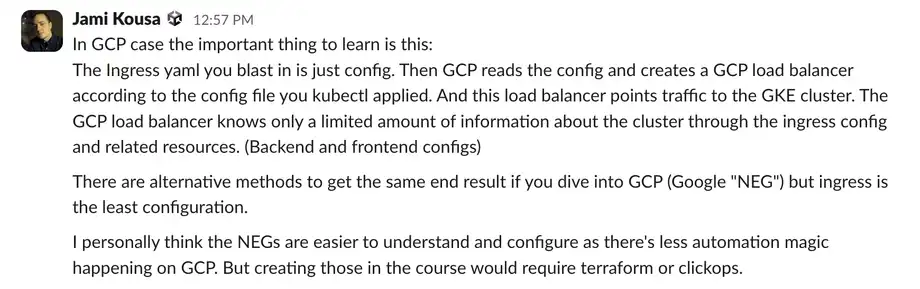 Jami Kousa 12:57 PM
In GCP case the important thing to learn is this:
The Ingress yaml you blast in is just config. Then GCP reads the config and creates a GCP load balancer
according to the config file you kubectl applied. And this load balancer points traffic to the GKE cluster. The
GCP load balancer knows only a limited amount of information about the cluster through the ingress config
and related resources. (Backend and frontend configs)
There are alternative methods to get the same end result if you dive into GCP (Google "NEG") but ingress is
the least configuration.
I personally think the NEGs are easier to understand and configure as there's less automation magic
happening on GCP. But creating those in the course would require terraform or clickops.